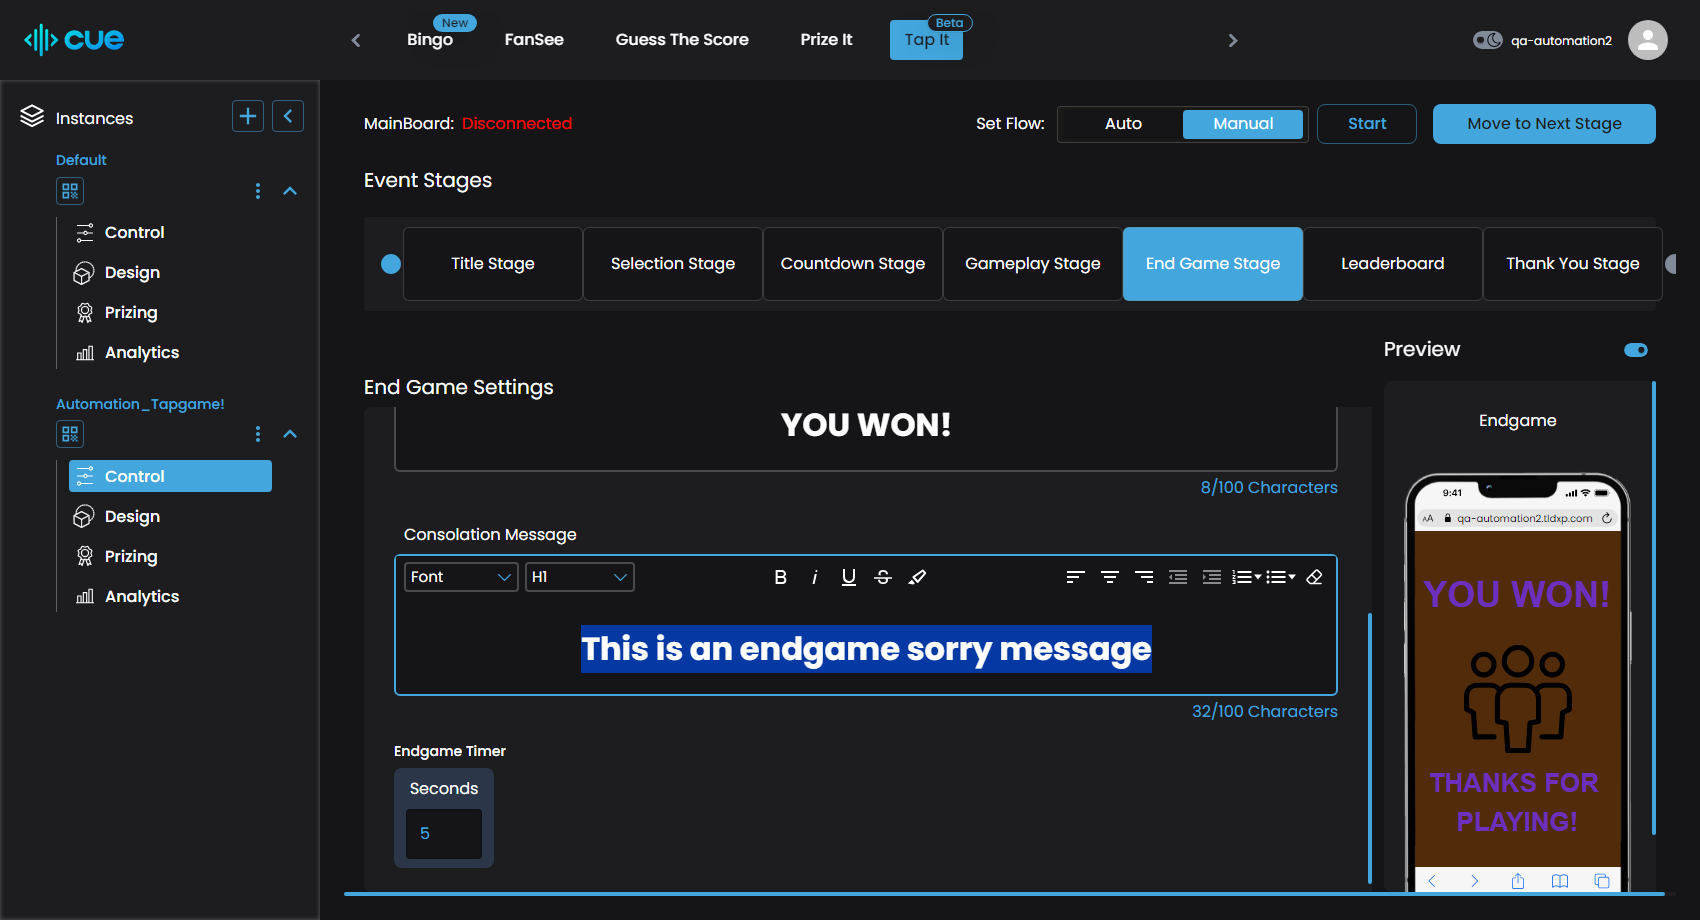 cue
Bingo
New
FanSee
Guess The Score
Prize It
Tap It
Beta
qa-automation2
Instances
Default
Control
Design
Prizing
Analytics
Automation_Tapgame!
Control
Design
Prizing
Analytics
MainBoard: Disconnected
Set Flow:
Auto
Manual
Start
Move to Next Stage
Event Stages
Title Stage
Selection Stage
Countdown Stage
Gameplay Stage
End Game Stage
Leaderboard
Thank You Stage
End Game Settings
YOU WON!
8/100 Characters
Consolation Message
Font
H1
B i U S
This is an endgame sorry message
32/100 Characters
Endgame Timer
Seconds
5
Preview
Endgame
9:41
AA qa-automation2.tldxp.com
YOU WON!
THANKS FOR
PLAYING!